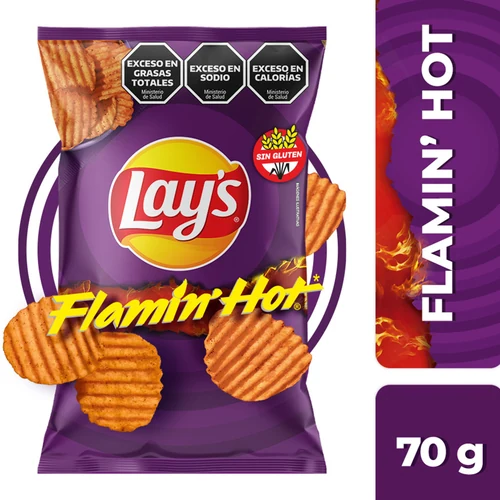 EXCESO EN
GRASAS
TOTALES
Ministerio
de Salud
EXCESO EN
SODIO
Ministerio
de Salud
EXCESO EN
CALORÍAS
Ministerio
de Salud
SIN GLUTEN
Lay's®
Flamin' Hot®*
FLAMIN' HOT
70 g